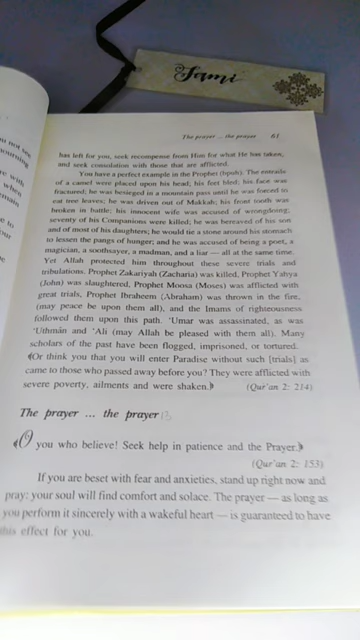 Sami
The prayer ... the prayer 61
has left for you, seek recompense from Him for what He has taken,
and seek consolation with those that are afflicted.
You have a perfect example in the Prophet (bpuh). The entrails
of a camel were placed upon his head; his feet bled; his face was
fractured; he was besieged in a mountain pass until he was forced to
eat tree leaves; he was driven out of Makkah; his front tooth was
broken in battle; his innocent wife was accused of wrongdoing;
seventy of his Companions were killed; he was bereaved of his son
and of most of his daughters; he would tie a stone around his stomach
to lessen the pangs of hunger; and he was accused of being a poet, a
magician, a soothsayer, a madman, and a liar — all at the same time.
Yet Allah protected him throughout these severe trials and
tribulations. Prophet Zakariyah (Zacharia) was killed, Prophet Yahya
(John) was slaughtered, Prophet Moosa (Moses) was afflicted with
great trials, Prophet Ibraheem (Abraham) was thrown in the fire,
(may peace be upon them all), and the Imams of righteousness
followed them upon this path. 'Umar was assassinated, as was
'Uthmân and 'Ali (may Allah be pleased with them all). Many
scholars of the past have been flogged, imprisoned, or tortured.
﴾Or think you that you will enter Paradise without such [trials] as
came to those who passed away before you? They were afflicted with
severe poverty, ailments and were shaken.﴿ (Qur'an 2: 214)
The prayer ... the prayer
﴾O you who believe! Seek help in patience and the Prayer.﴿
(Qur'an 2: 153)
If you are beset with fear and anxieties, stand up right now and
pray: your soul will find comfort and solace. The prayer — as long as
you perform it sincerely with a wakeful heart — is guaranteed to have
this effect for you.